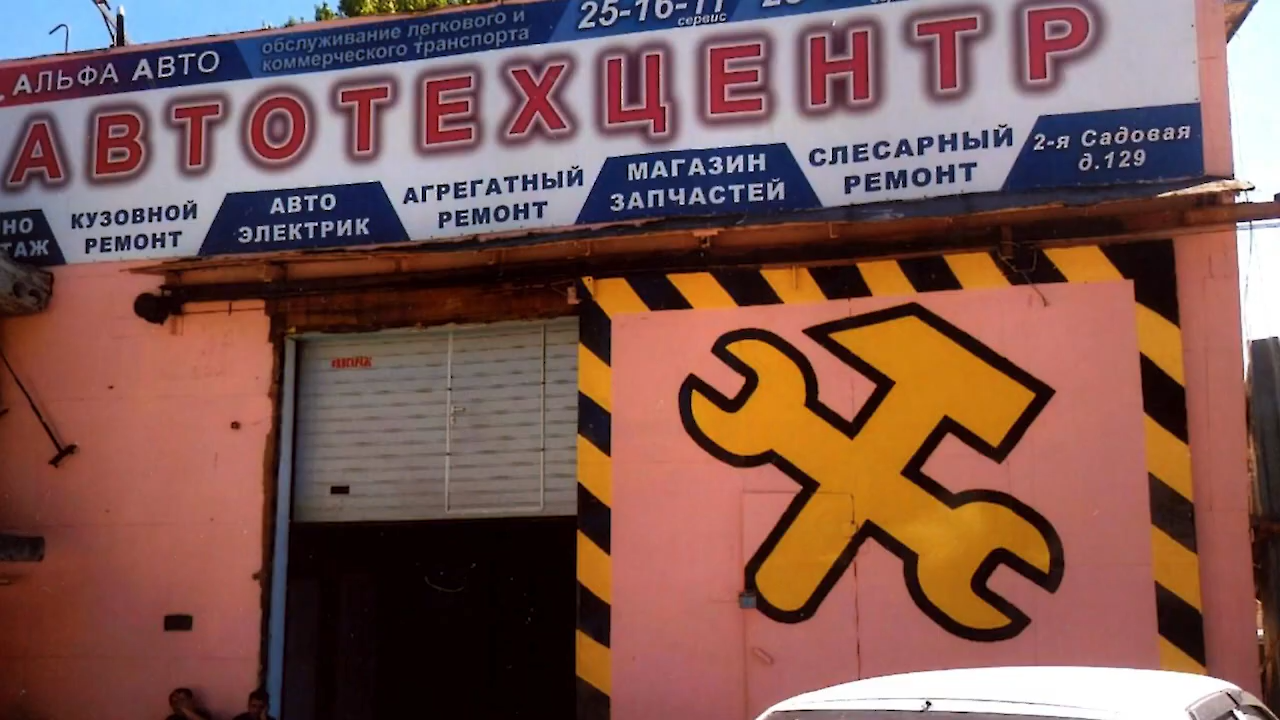 АЛЬФА АВТО
обслуживание легкового и
коммерческого транспорта
25-16-11
сервис
АВТОТЕХЦЕНТР
КУЗОВНОЙ
РЕМОНТ
АВТО
ЭЛЕКТРИК
АГРЕГАТНЫЙ
РЕМОНТ
МАГАЗИН
ЗАПЧАСТЕЙ
СЛЕСАРНЫЙ
РЕМОНТ
2-я Садовая
д.129